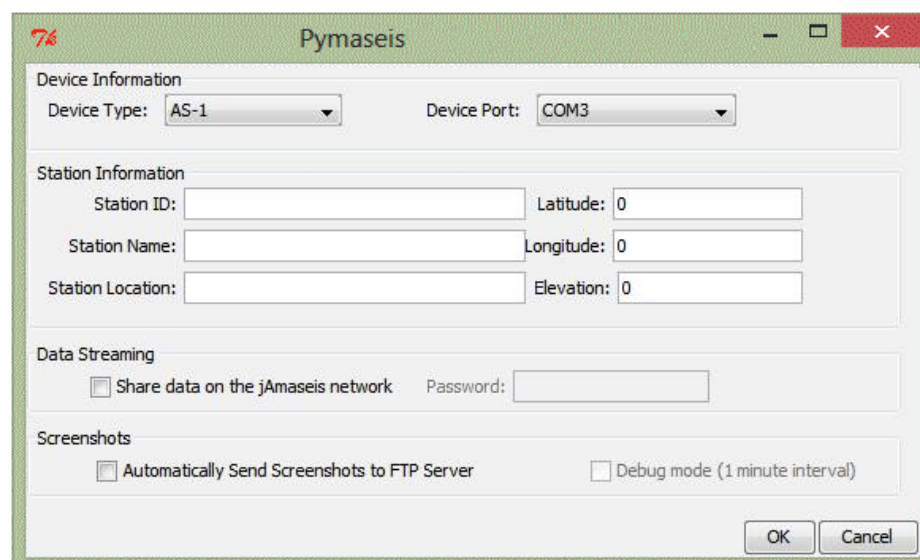 Pymaseis
Device Information
Device Type: AS-1 Device Port: COM3
Station Information
Station ID: Latitude: 0
Station Name: Longitude: 0
Station Location: Elevation: 0
Data Streaming
Share data on the jAmaseis network Password:
Screenshots
Automatically Send Screenshots to FTP Server Debug mode (1 minute interval)
OK Cancel